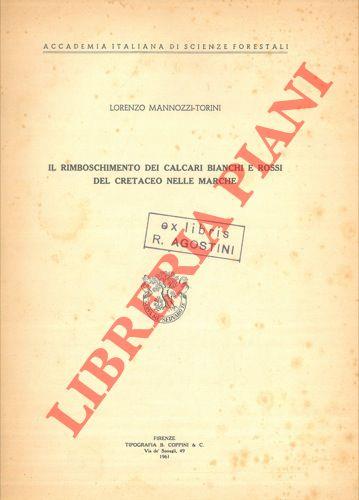 ACCADEMIA ITALIANA DI SCIENZE FORESTALI
LORENZO MANNOZZI-TORINI
IL RIMBOSCHIMENTO DEI CALCARI BIANCHI E ROSSI
DEL CRETACEO NELLE MARCHE
ex libris
R. AGOSTINI
LIBRERIA PIANI
FIRENZE
TIPOGRAFIA B. COPPINI & C.
Via de' Bonegli, 49
1961